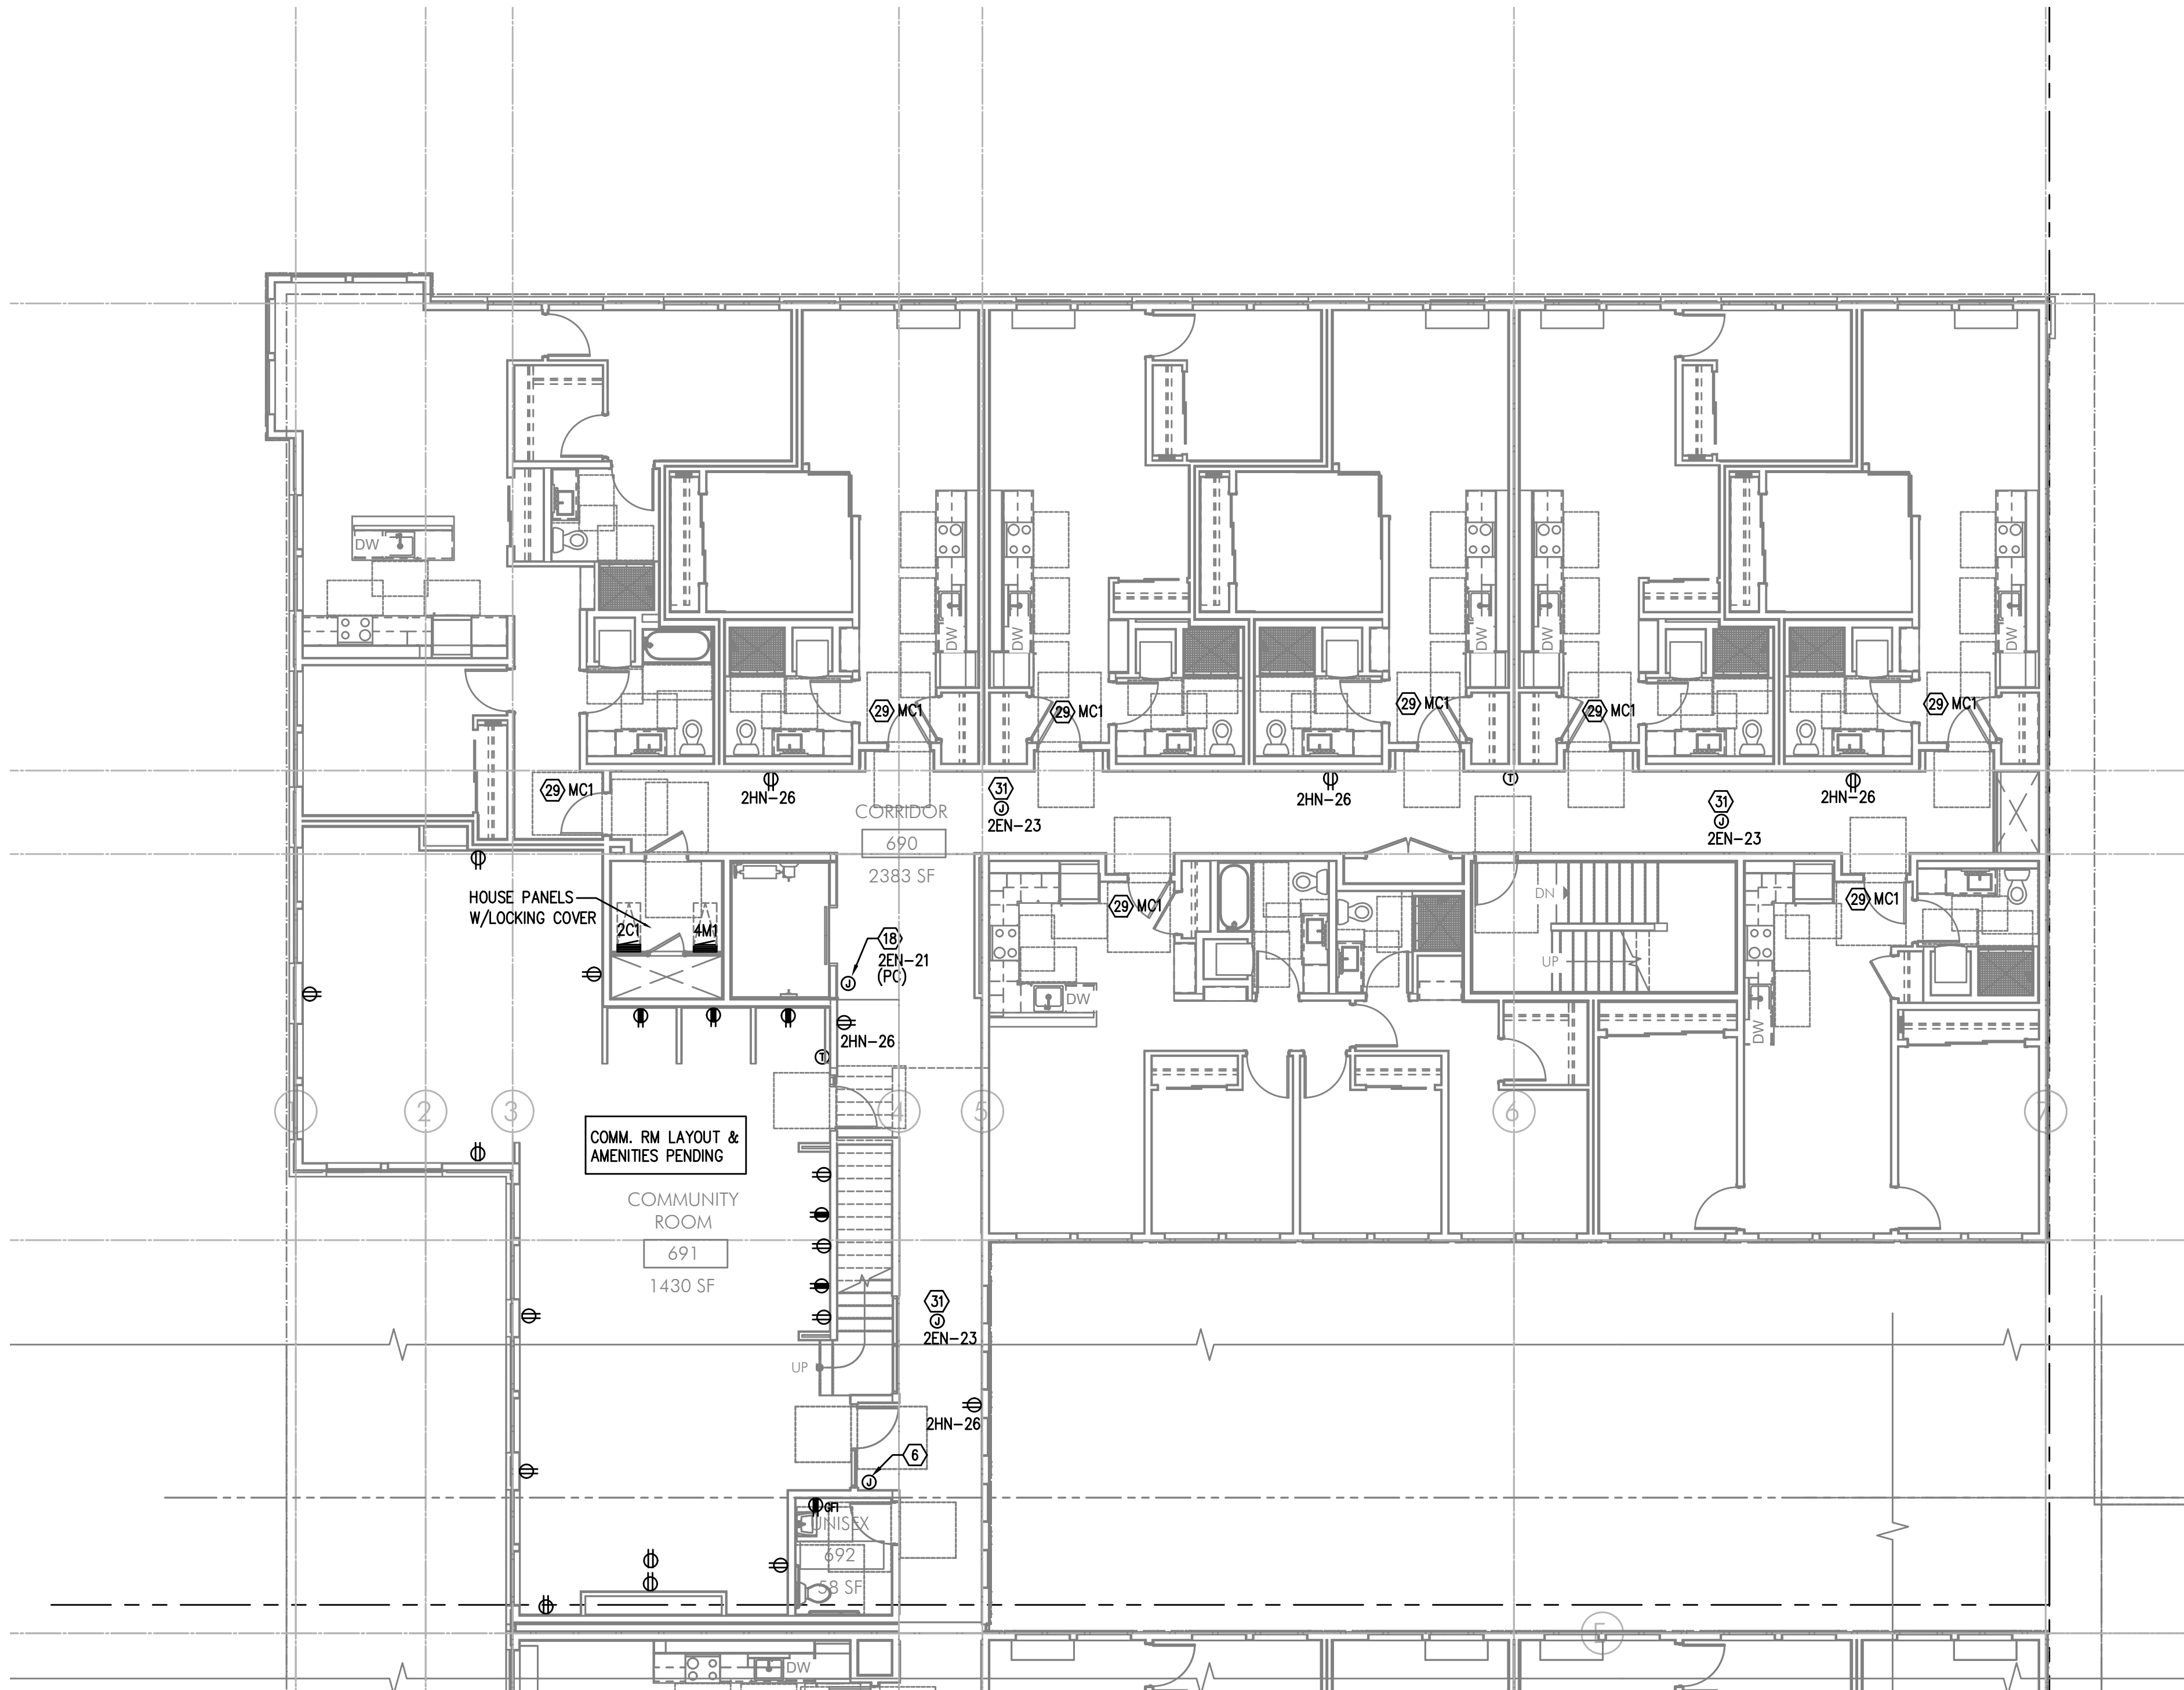 DW
DW
DW
DW
DW
DW
29 MC1
29 MC1
29 MC1
29 MC1
29 MC1
29 MC1
2HN-26
CORRIDOR
690
2383 SF
31
J
2EN-23
2HN-26
T
31
J
2EN-23
2HN-26
HOUSE PANELS
W/LOCKING COVER
2C1
4M1
18
2EN-21
(PC)
J
29 MC1
DN
UP
29 MC1
DW
DW
2HN-26
T
1
2
3
4
5
6
7
COMM. RM LAYOUT &
AMENITIES PENDING
COMMUNITY
ROOM
691
1430 SF
31
J
2EN-23
UP
2HN-26
6
J
GFI
UNISEX
692
58 SF
E
DW